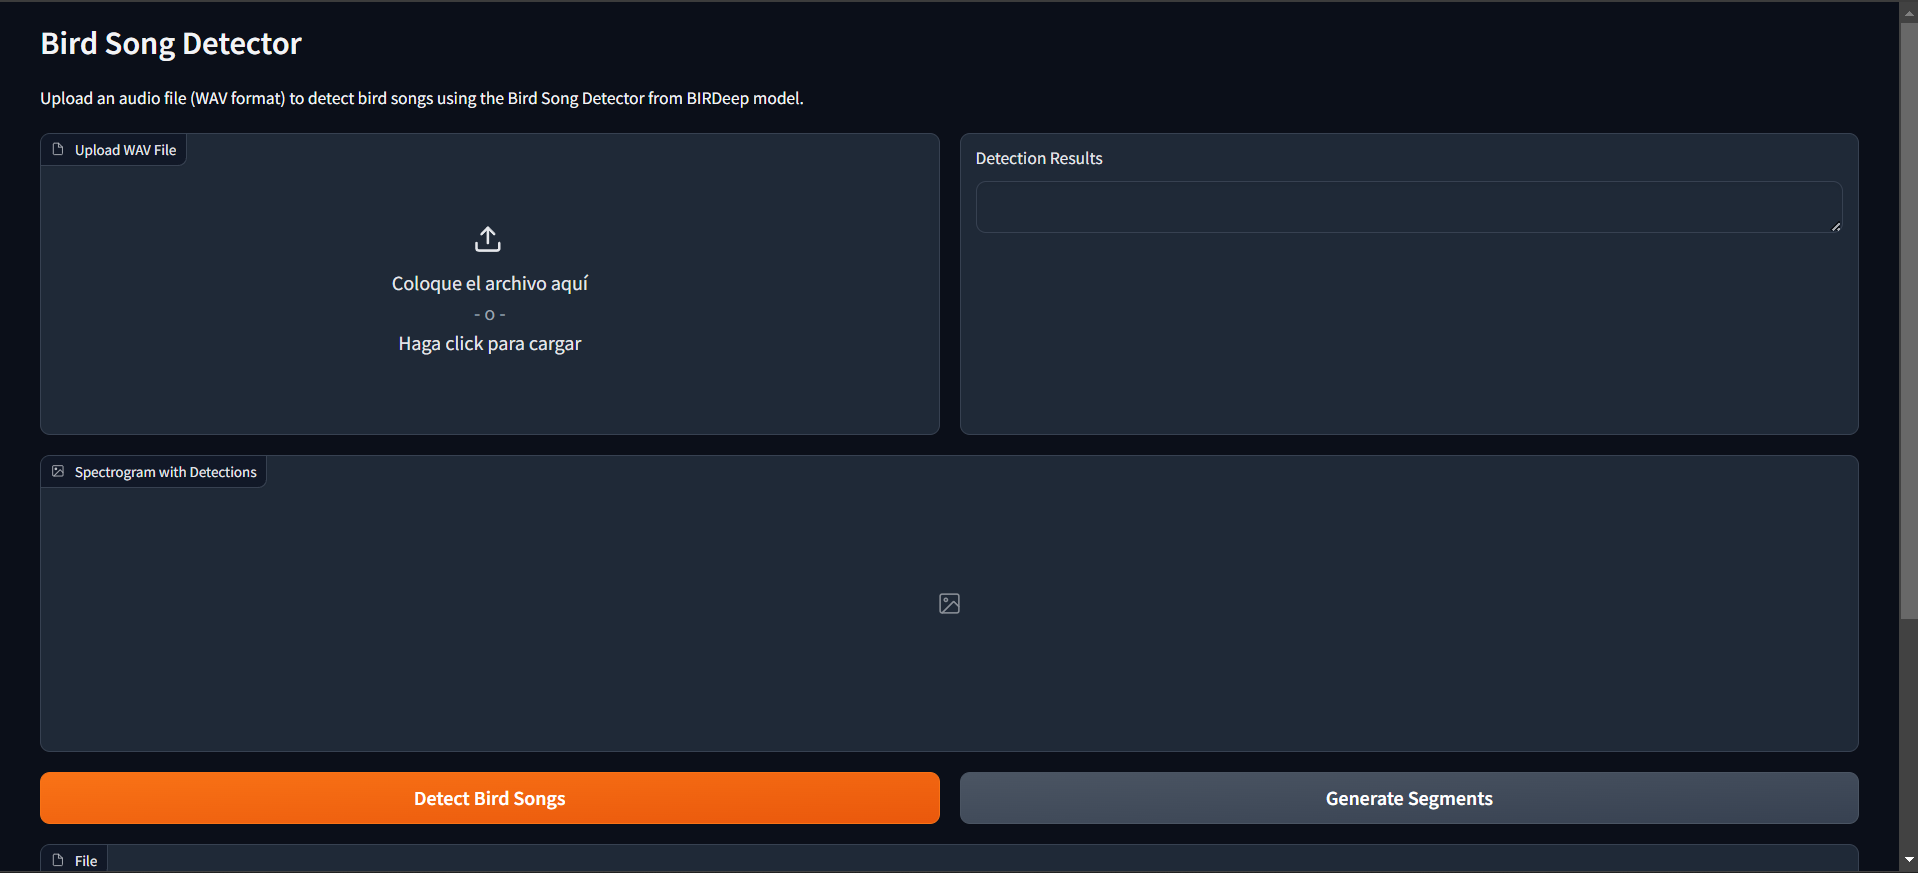 Bird Song Detector
Upload an audio file (WAV format) to detect bird songs using the Bird Song Detector from BIRDeep model.
Upload WAV File
Coloque el archivo aquí
- o -
Haga click para cargar
Detection Results
Spectrogram with Detections
Detect Bird Songs
Generate Segments
File